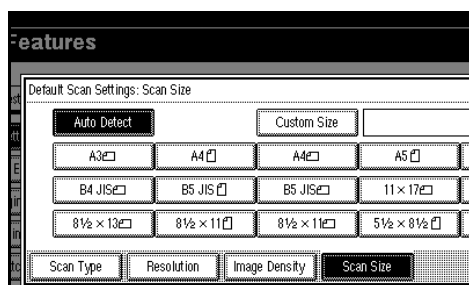 Features
Default Scan Settings: Scan Size
Auto Detect Custom Size
A3 A4 A4 A5
B4 JIS B5 JIS B5 JIS 11×17
8½×13 8½×11 8½×11 5½×8½
Scan Type Resolution Image Density Scan Size